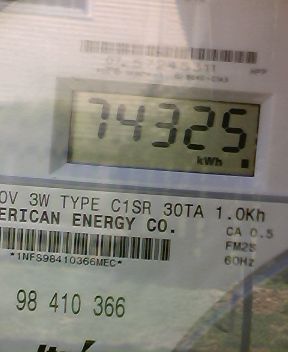 74325
kWh
0V 3W TYPE C1SR 30TA 1.0Kh
ERICAN ENERGY CO.
CA 0.5
FM2S
60Hz
*1NFS98410366MEC*
98 410 366